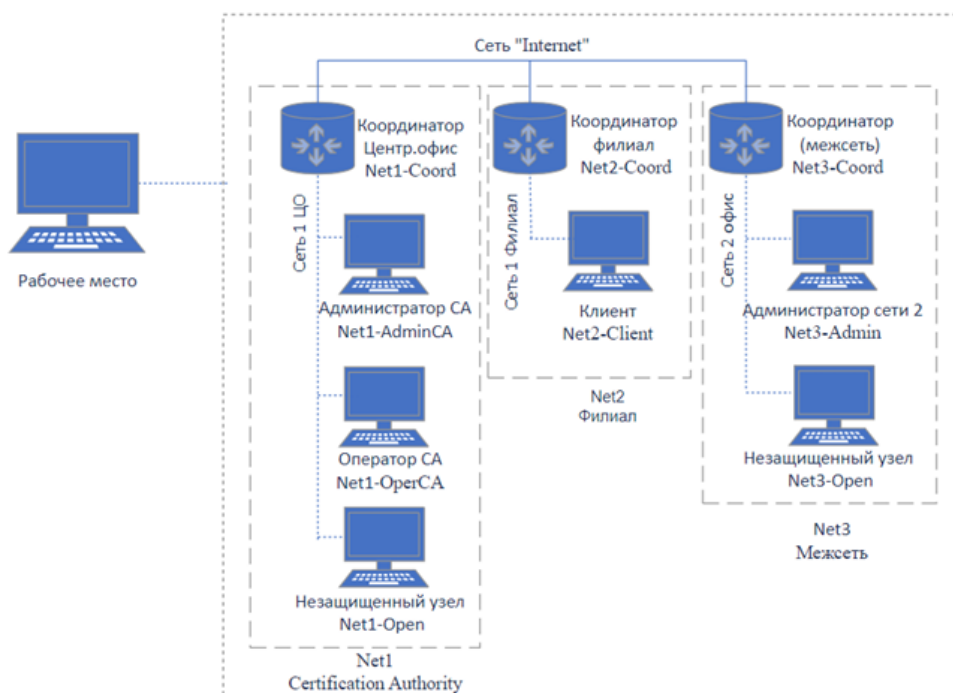 Сеть "Internet"
Координатор
Центр.офис
Net1-Coord
Координатор
филиал
Net2-Coord
Координатор
(межсеть)
Net3-Coord
Рабочее место
Сеть 1 ЦО
Администратор СА
Net1-AdminCA
Оператор СА
Net1-OperCA
Незащищенный узел
Net1-Open
Net1
Certification Authority
Сеть 1 Филиал
Клиент
Net2-Client
Net2
Филиал
Сеть 2 офис
Администратор сети 2
Net3-Admin
Незащищенный узел
Net3-Open
Net3
Межсеть